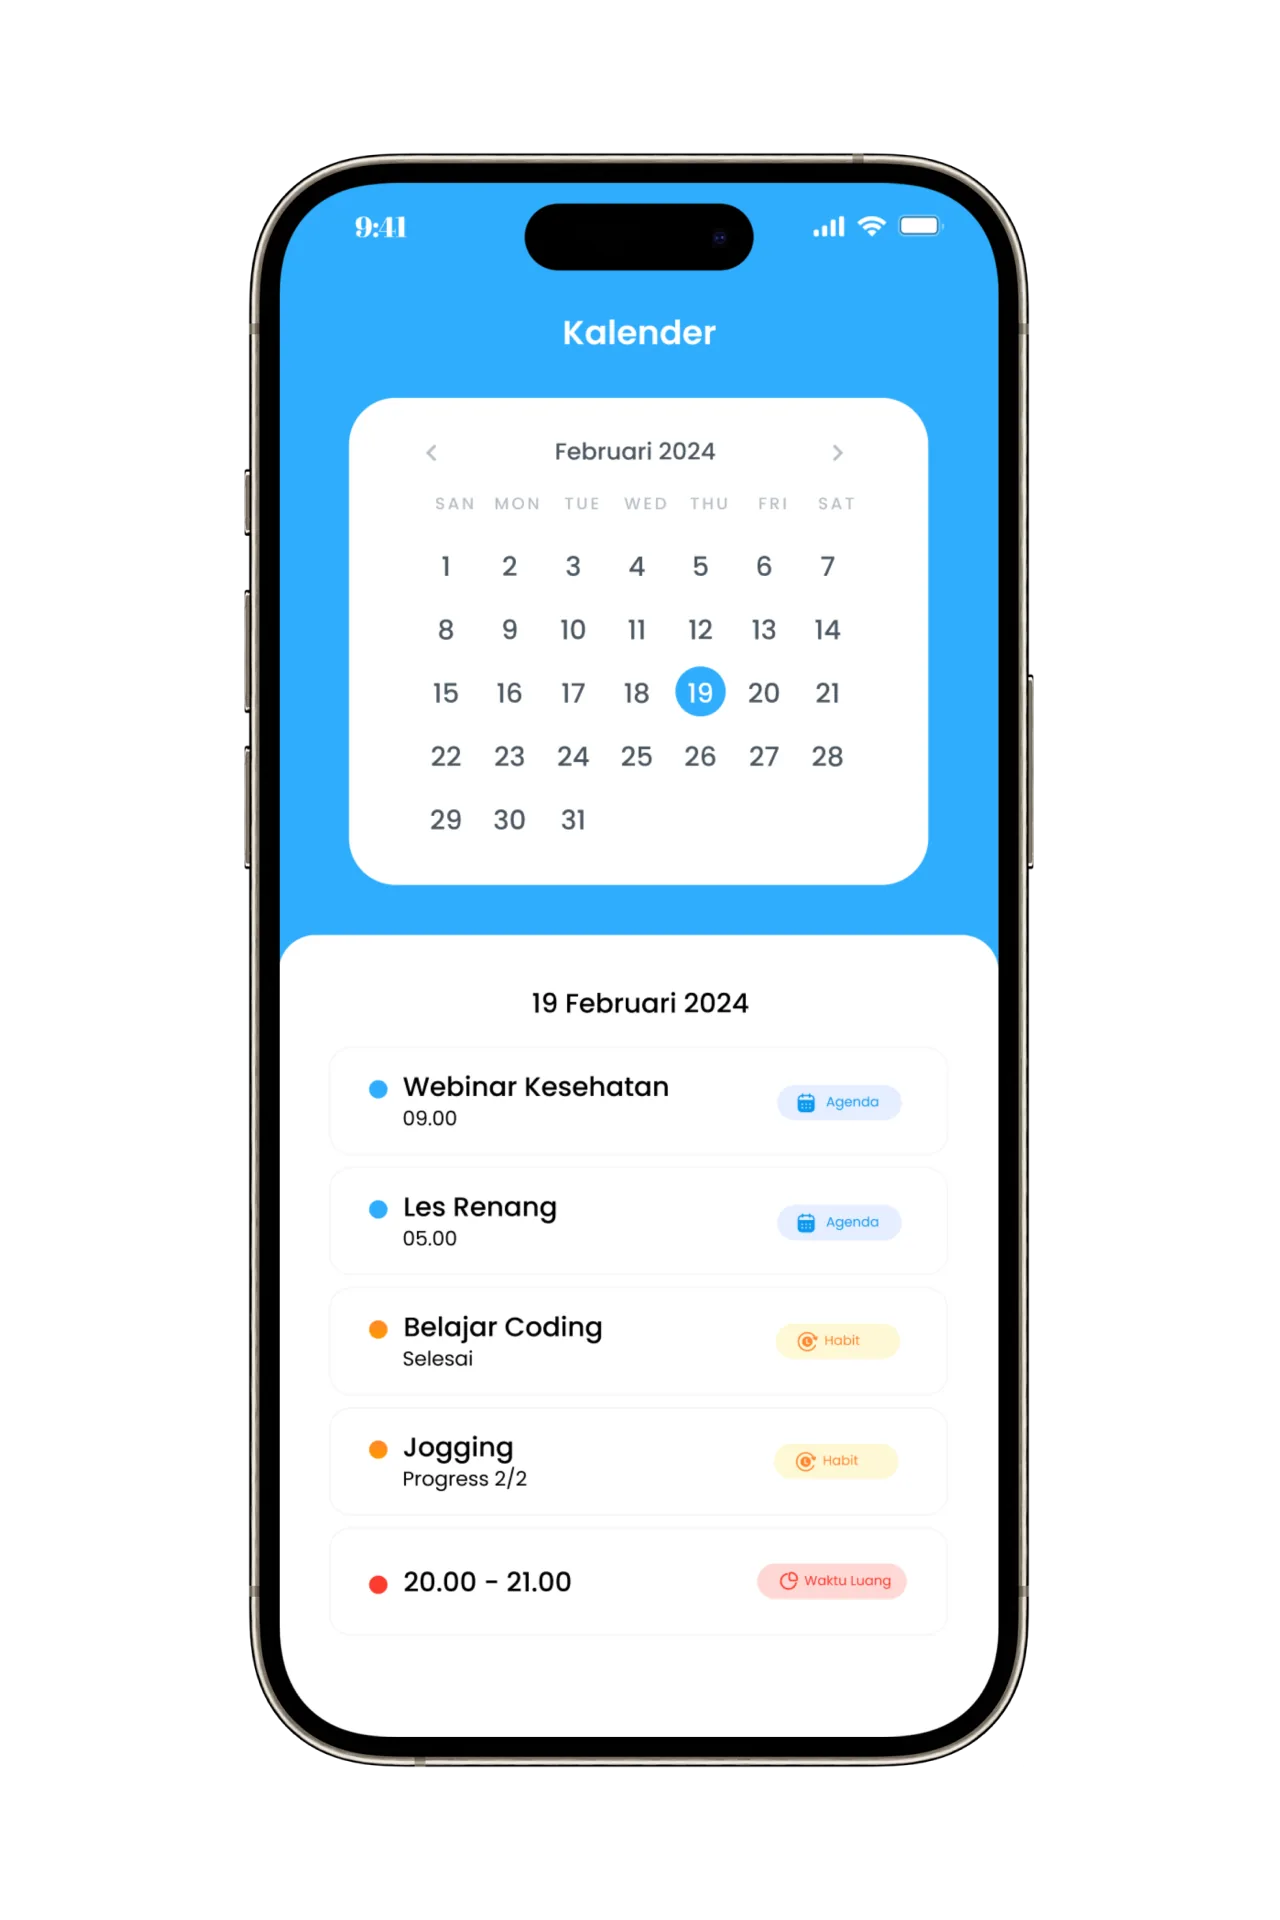 9:41
Kalender
Februari 2024
SAN MON TUE WED THU FRI SAT
1 2 3 4 5 6 7
8 9 10 11 12 13 14
15 16 17 18 19 20 21
22 23 24 25 26 27 28
29 30 31
19 Februari 2024
Webinar Kesehatan
09.00
Agenda
Les Renang
05.00
Agenda
Belajar Coding
Selesai
Habit
Jogging
Progress 2/2
Habit
20.00 - 21.00
Waktu Luang